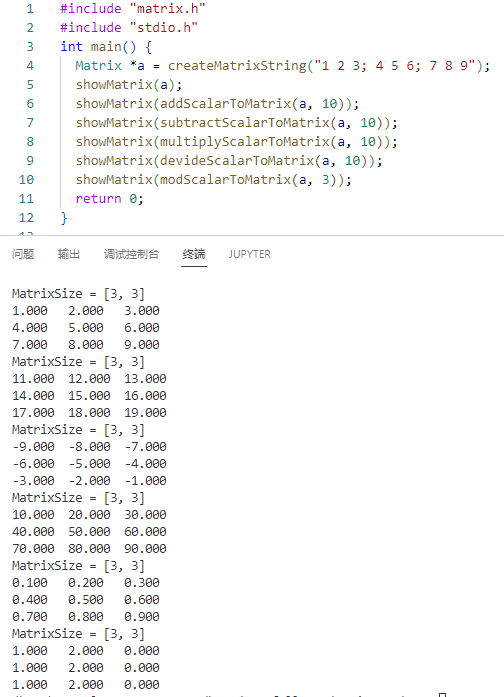 1 #include "matrix.h"
2 #include "stdio.h"
3 int main() {
4 Matrix *a = createMatrixString("1 2 3; 4 5 6; 7 8 9");
5 showMatrix(a);
6 showMatrix(addScalarToMatrix(a, 10));
7 showMatrix(subtractScalarToMatrix(a, 10));
8 showMatrix(multiplyScalarToMatrix(a, 10));
9 showMatrix(devideScalarToMatrix(a, 10));
10 showMatrix(modScalarToMatrix(a, 3));
11 return 0;
12 }
问题 输出 调试控制台 终端 JUPYTER
MatrixSize = [3, 3]
1.000 2.000 3.000
4.000 5.000 6.000
7.000 8.000 9.000
MatrixSize = [3, 3]
11.000 12.000 13.000
14.000 15.000 16.000
17.000 18.000 19.000
MatrixSize = [3, 3]
-9.000 -8.000 -7.000
-6.000 -5.000 -4.000
-3.000 -2.000 -1.000
MatrixSize = [3, 3]
10.000 20.000 30.000
40.000 50.000 60.000
70.000 80.000 90.000
MatrixSize = [3, 3]
0.100 0.200 0.300
0.400 0.500 0.600
0.700 0.800 0.900
MatrixSize = [3, 3]
1.000 2.000 0.000
1.000 2.000 0.000
1.000 2.000 0.000